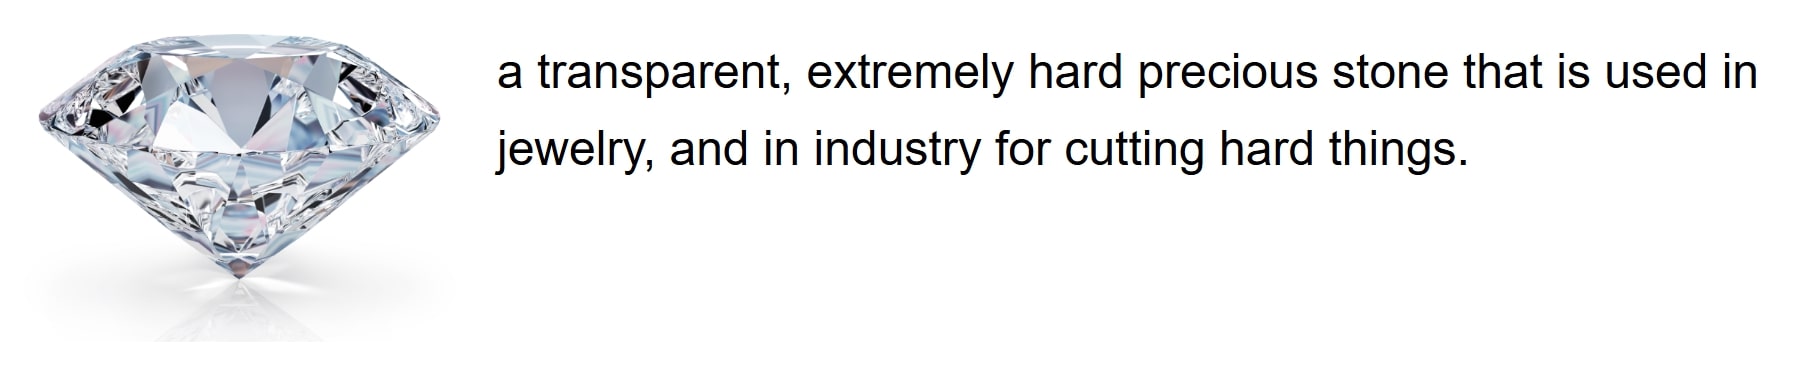 a transparent, extremely hard precious stone that is used in
jewelry, and in industry for cutting hard things.